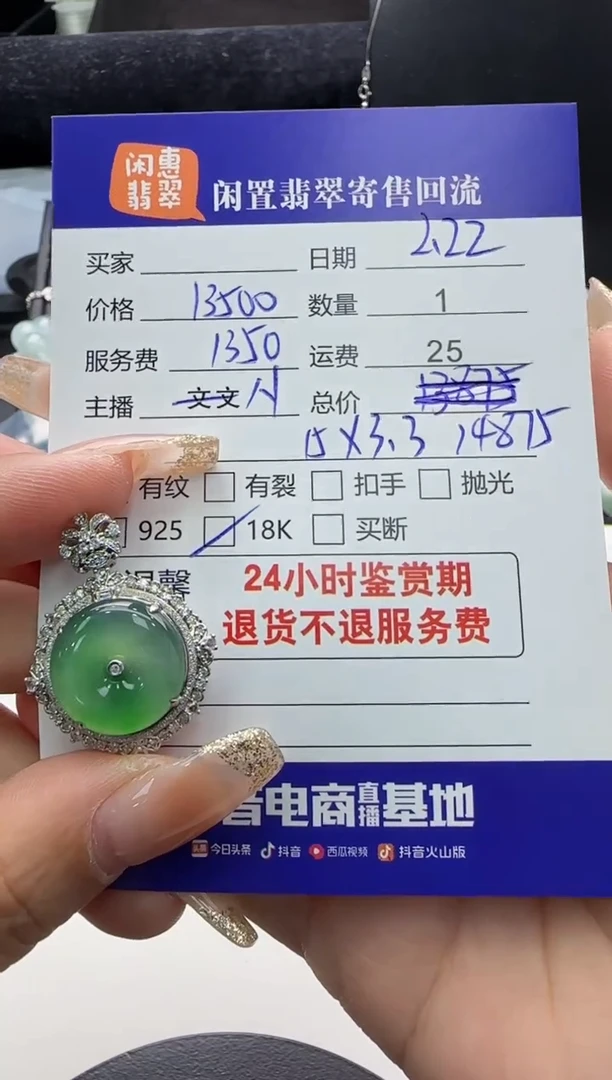 闲惠
翡翠
闲置翡翠寄售回流
买家 日期 2.22
价格 13500 数量 1
服务费 1350 运费 25
主播 文文 总价
15X3.3 14875
有纹 有裂 扣手 抛光
925 18K 买断
温馨 24小时鉴赏期
退货不退服务费
音电商直播基地
今日头条 抖音 西瓜视频 抖音火山版